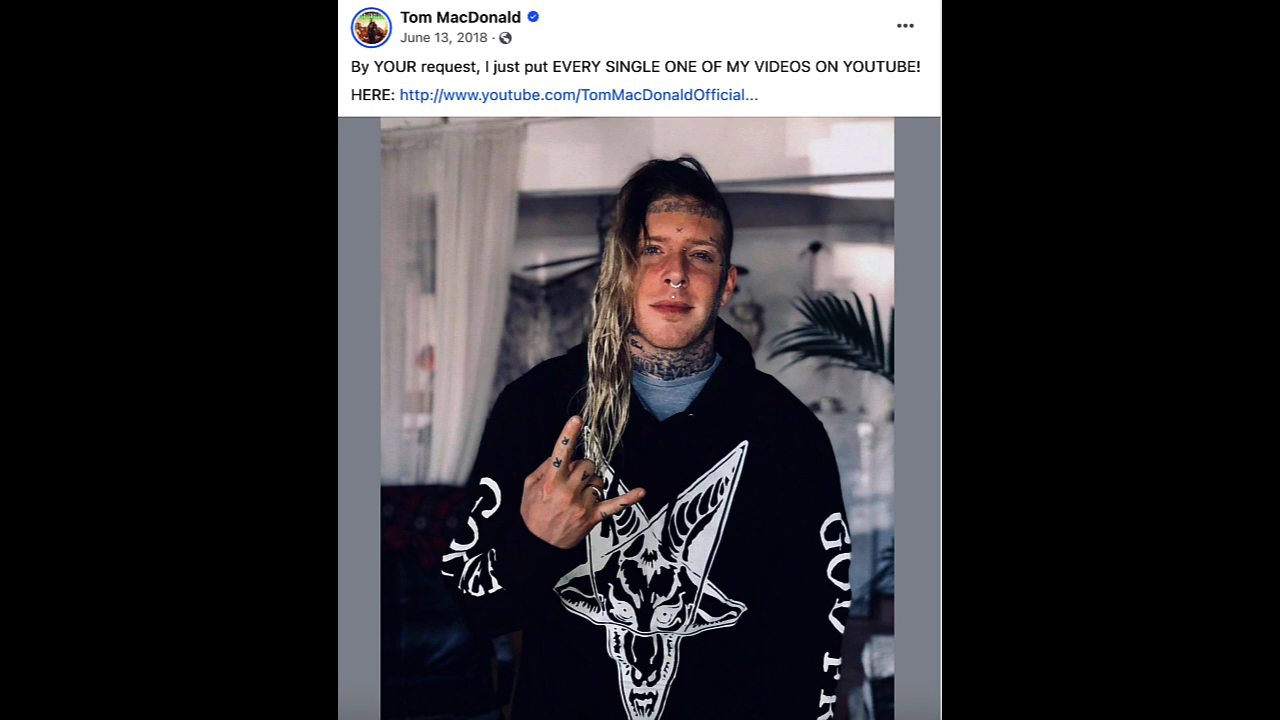 Tom MacDonald
June 13, 2018 ·
By YOUR request, I just put EVERY SINGLE ONE OF MY VIDEOS ON YOUTUBE!
HERE: http://www.youtube.com/TomMacDonaldOfficial...